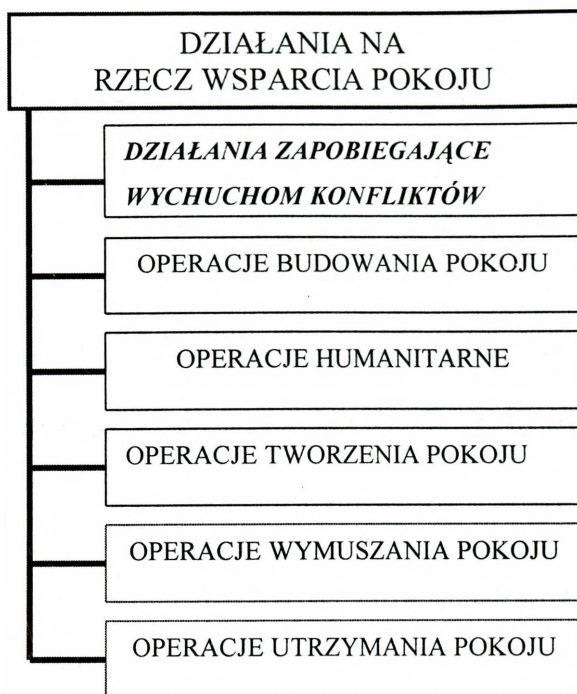 DZIAŁANIA NA
RZECZ WSPARCIA POKOJU
DZIAŁANIA ZAPOBIEGAJĄCE
WYCHUCHOM KONFLIKTÓW
OPERACJE BUDOWANIA POKOJU
OPERACJE HUMANITARNE
OPERACJE TWORZENIA POKOJU
OPERACJE WYMUSZANIA POKOJU
OPERACJE UTRZYMANIA POKOJU